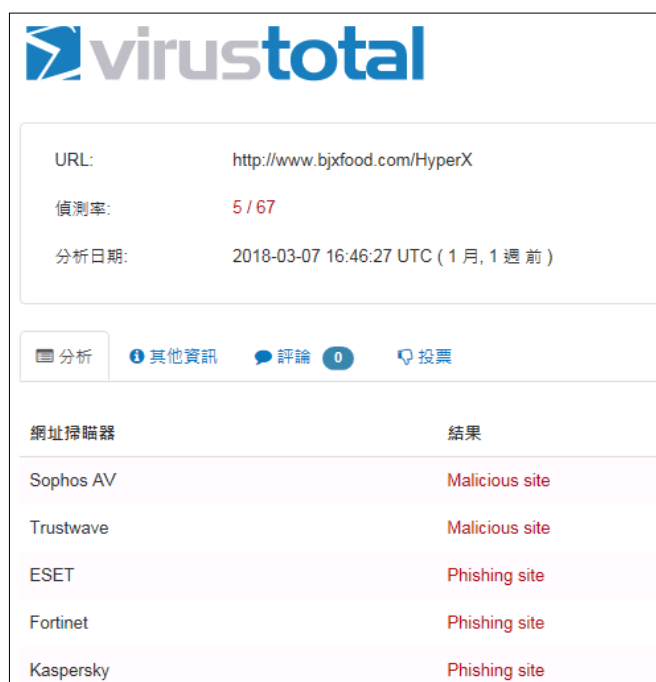 virustotal
URL: http://www.bjxfood.com/HyperX
偵測率: 5 / 67
分析日期: 2018-03-07 16:46:27 UTC ( 1 月, 1 週 前 )
分析 其他資訊 評論 0 投票
網址掃瞄器 結果
Sophos AV Malicious site
Trustwave Malicious site
ESET Phishing site
Fortinet Phishing site
Kaspersky Phishing site